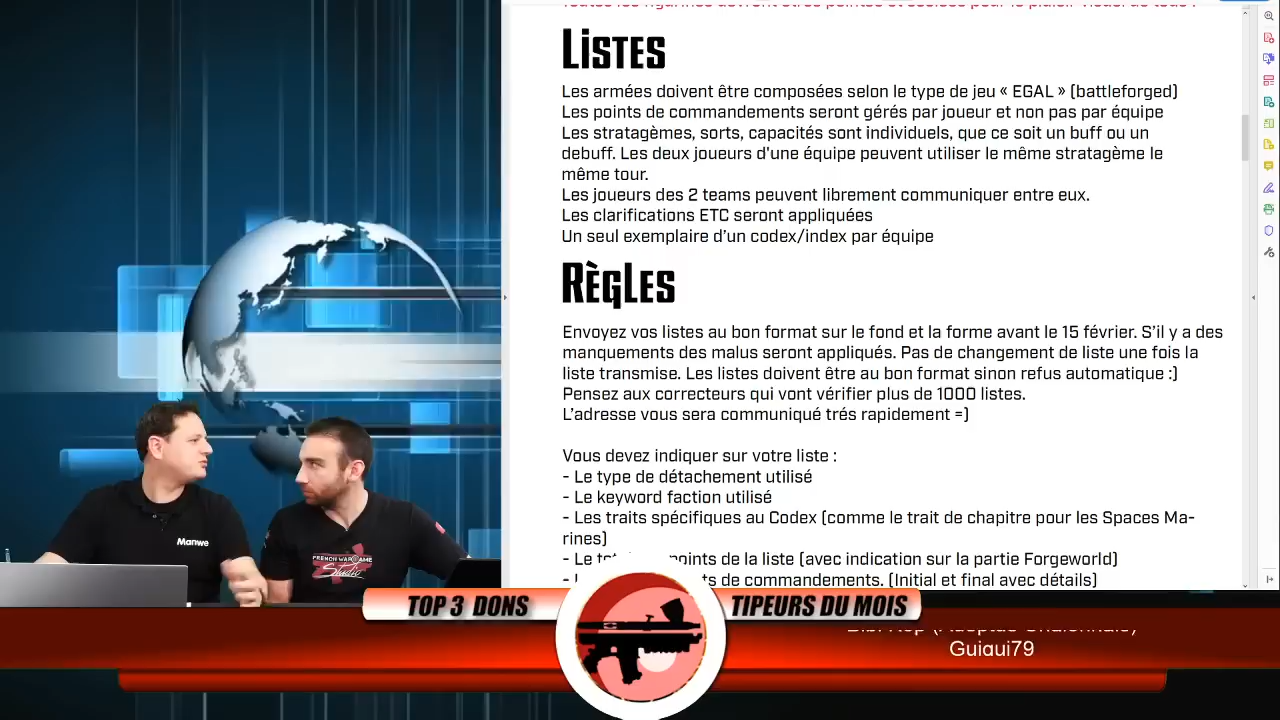 Listes
Les armées doivent être composées selon le type de jeu « EGAL » (battleforged)
Les points de commandements seront gérés par joueur et non pas par équipe
Les stratagèmes, sorts, capacités sont individuels, que ce soit un buff ou un
debuff. Les deux joueurs d'une équipe peuvent utiliser le même stratagème le
même tour.
Les joueurs des 2 teams peuvent librement communiquer entre eux.
Les clarifications ETC seront appliquées
Un seul exemplaire d'un codex/index par équipe
Règles
Envoyez vos listes au bon format sur le fond et la forme avant le 15 février. S'il y a des
manquements des malus seront appliqués. Pas de changement de liste une fois la
liste transmise. Les listes doivent être au bon format sinon refus automatique :)
Pensez aux correcteurs qui vont vérifier plus de 1000 listes.
L'adresse vous sera communiqué trés rapidement =)
Vous devez indiquer sur votre liste :
- Le type de détachement utilisé
- Le keyword faction utilisé
- Les traits spécifiques au Codex (comme le trait de chapitre pour les Spaces Ma-
rines)
- Le points de la liste (avec indication sur la partie Forgeworld)
de commandements. (Initial et final avec détails)
Manwe
FRENCH WARGAME
Studio
TOP 3 DONS
TIPEURS DU MOIS
Guigui79